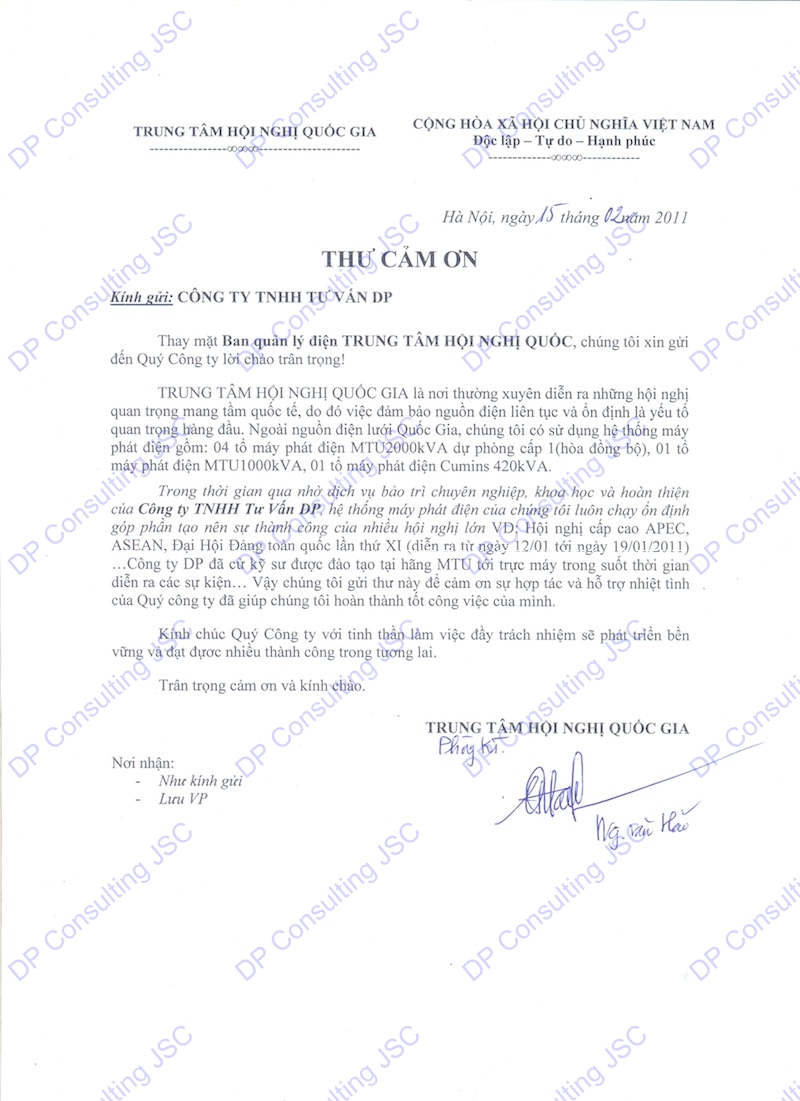 TRUNG TÂM HỘI NGHỊ QUỐC GIA
CỘNG HÒA XÃ HỘI CHỦ NGHĨA VIỆT NAM
Độc lập – Tự do – Hạnh phúc
Hà Nội, ngày 15 tháng 02 năm 2011
THƯ CẢM ƠN
Kính gửi: CÔNG TY TNHH TƯ VẤN DP
Thay mặt Ban quản lý điện TRUNG TÂM HỘI NGHỊ QUỐC, chúng tôi xin gửi
đến Quý Công ty lời chào trân trọng!
TRUNG TÂM HỘI NGHỊ QUỐC GIA là nơi thường xuyên diễn ra những hội nghị
quan trọng mang tầm quốc tế, do đó việc đảm bảo nguồn điện liên tục và ổn định là yếu tố
quan trọng hàng đầu. Ngoài nguồn điện lưới Quốc Gia, chúng tôi có sử dụng hệ thống máy
phát điện gồm: 04 tổ máy phát điện MTU2000kVA dự phòng cấp 1(hòa đồng bộ), 01 tổ
máy phát điện MTU1000kVA, 01 tổ máy phát điện Cumins 420kVA.
Trong thời gian qua nhờ dịch vụ bảo trì chuyên nghiệp, khoa học và hoàn thiện
của Công ty TNHH Tư Vấn DP, hệ thống máy phát điện của chúng tôi luôn chạy ổn định
góp phần tạo nên sự thành công của nhiều hội nghị lớn VD: Hội nghị cấp cao APEC,
ASEAN, Đại Hội Đảng toàn quốc lần thứ XI (diễn ra từ ngày 12/01 tới ngày 19/01/2011)
…Công ty DP đã cử kỹ sư được đào tạo tại hãng MTU tới trực máy trong suốt thời gian
diễn ra các sự kiện… Vậy chúng tôi gửi thư này để cảm ơn sự hợp tác và hỗ trợ nhiệt tình
của Quý công ty đã giúp chúng tôi hoàn thành tốt công việc của mình.
Kính chúc Quý Công ty với tinh thần làm việc đầy trách nhiệm sẽ phát triển bền
vững và đạt được nhiều thành công trong tương lai.
Trân trọng cảm ơn và kính chào.
TRUNG TÂM HỘI NGHỊ QUỐC GIA
Phòng KT.
Nơi nhận:
- Như kính gửi
- Lưu VP
Ng. Văn
DP Consulting JSC